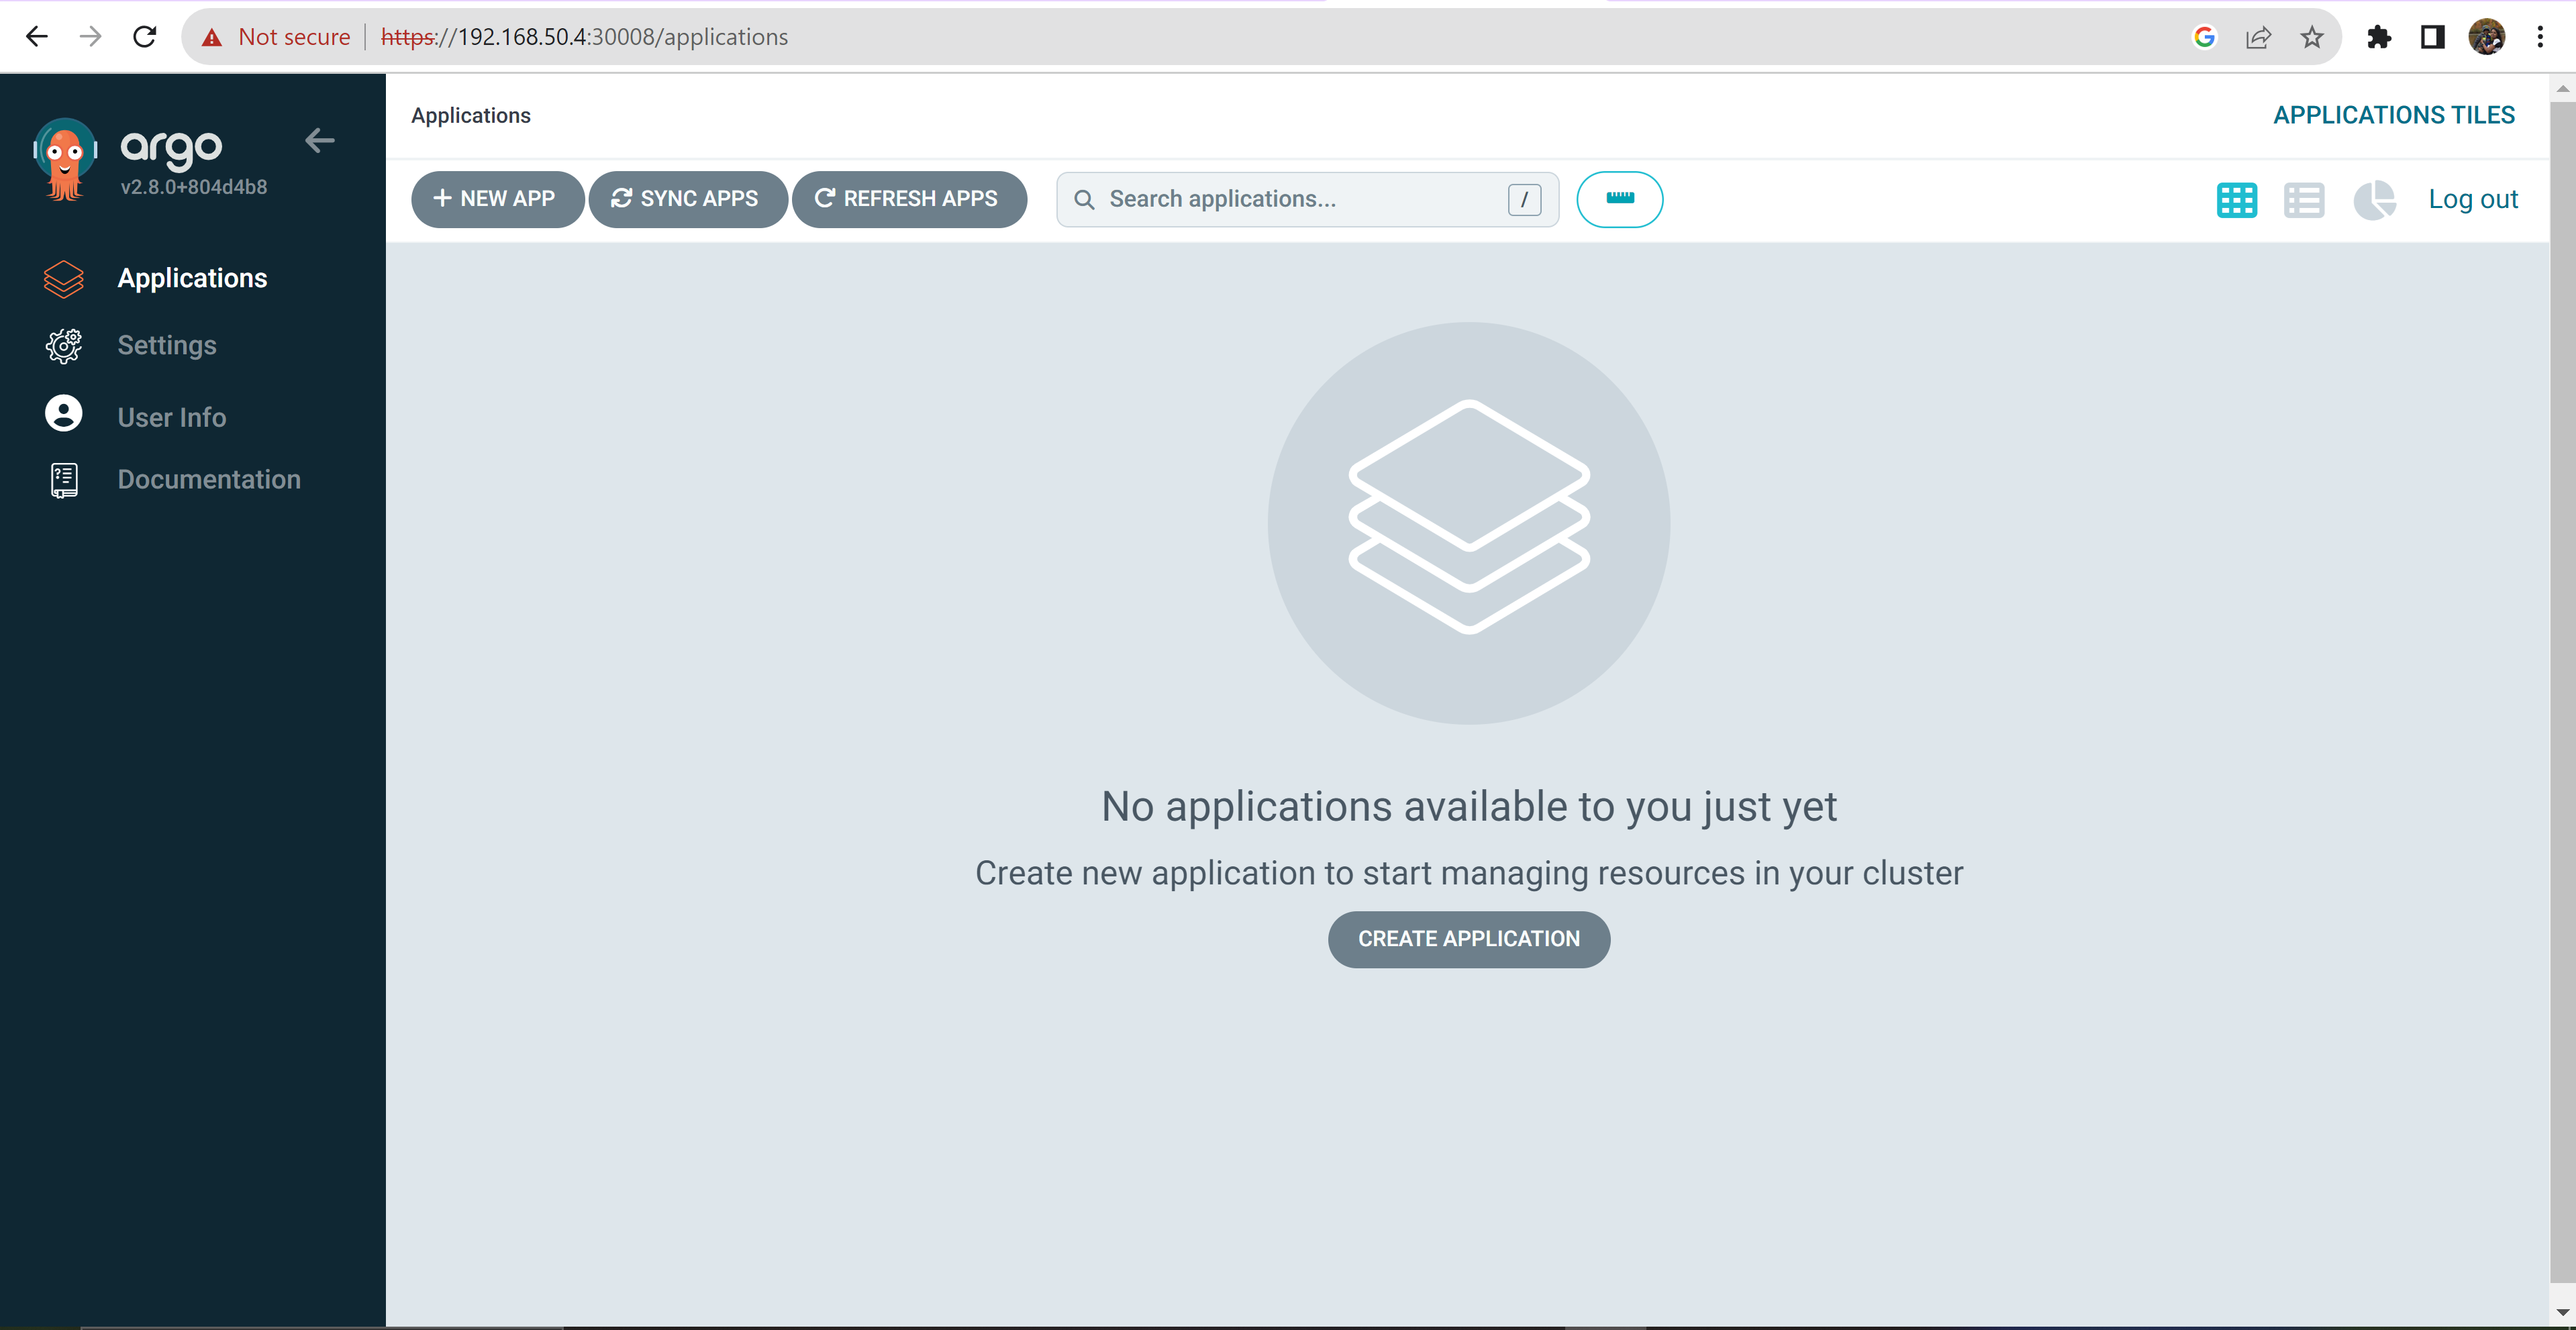 Not secure https://192.168.50.4:30008/applications
argo
v2.8.0+804d4b8
Applications
Settings
User Info
Documentation
Applications
APPLICATIONS TILES
NEW APP
SYNC APPS
REFRESH APPS
Search applications...
/
Log out
No applications available to you just yet
Create new application to start managing resources in your cluster
CREATE APPLICATION